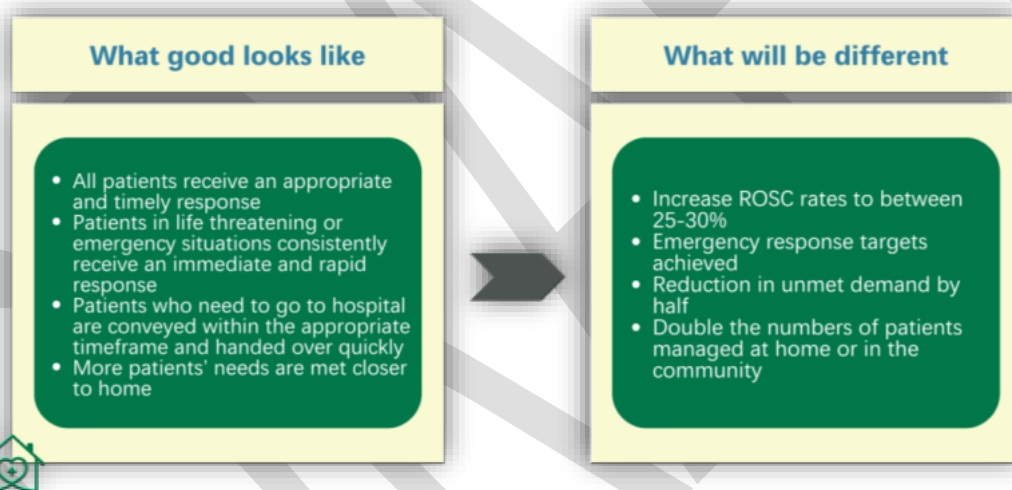 What good looks like
• All patients receive an appropriate
and timely response
• Patients in life threatening or
emergency situations consistently
receive an immediate and rapid
response
• Patients who need to go to hospital
are conveyed within the appropriate
timeframe and handed over quickly
• More patients' needs are met closer
to home
What will be different
• Increase ROSC rates to between
25-30%
• Emergency response targets
achieved
• Reduction in unmet demand by
half
• Double the numbers of patients
managed at home or in the
community